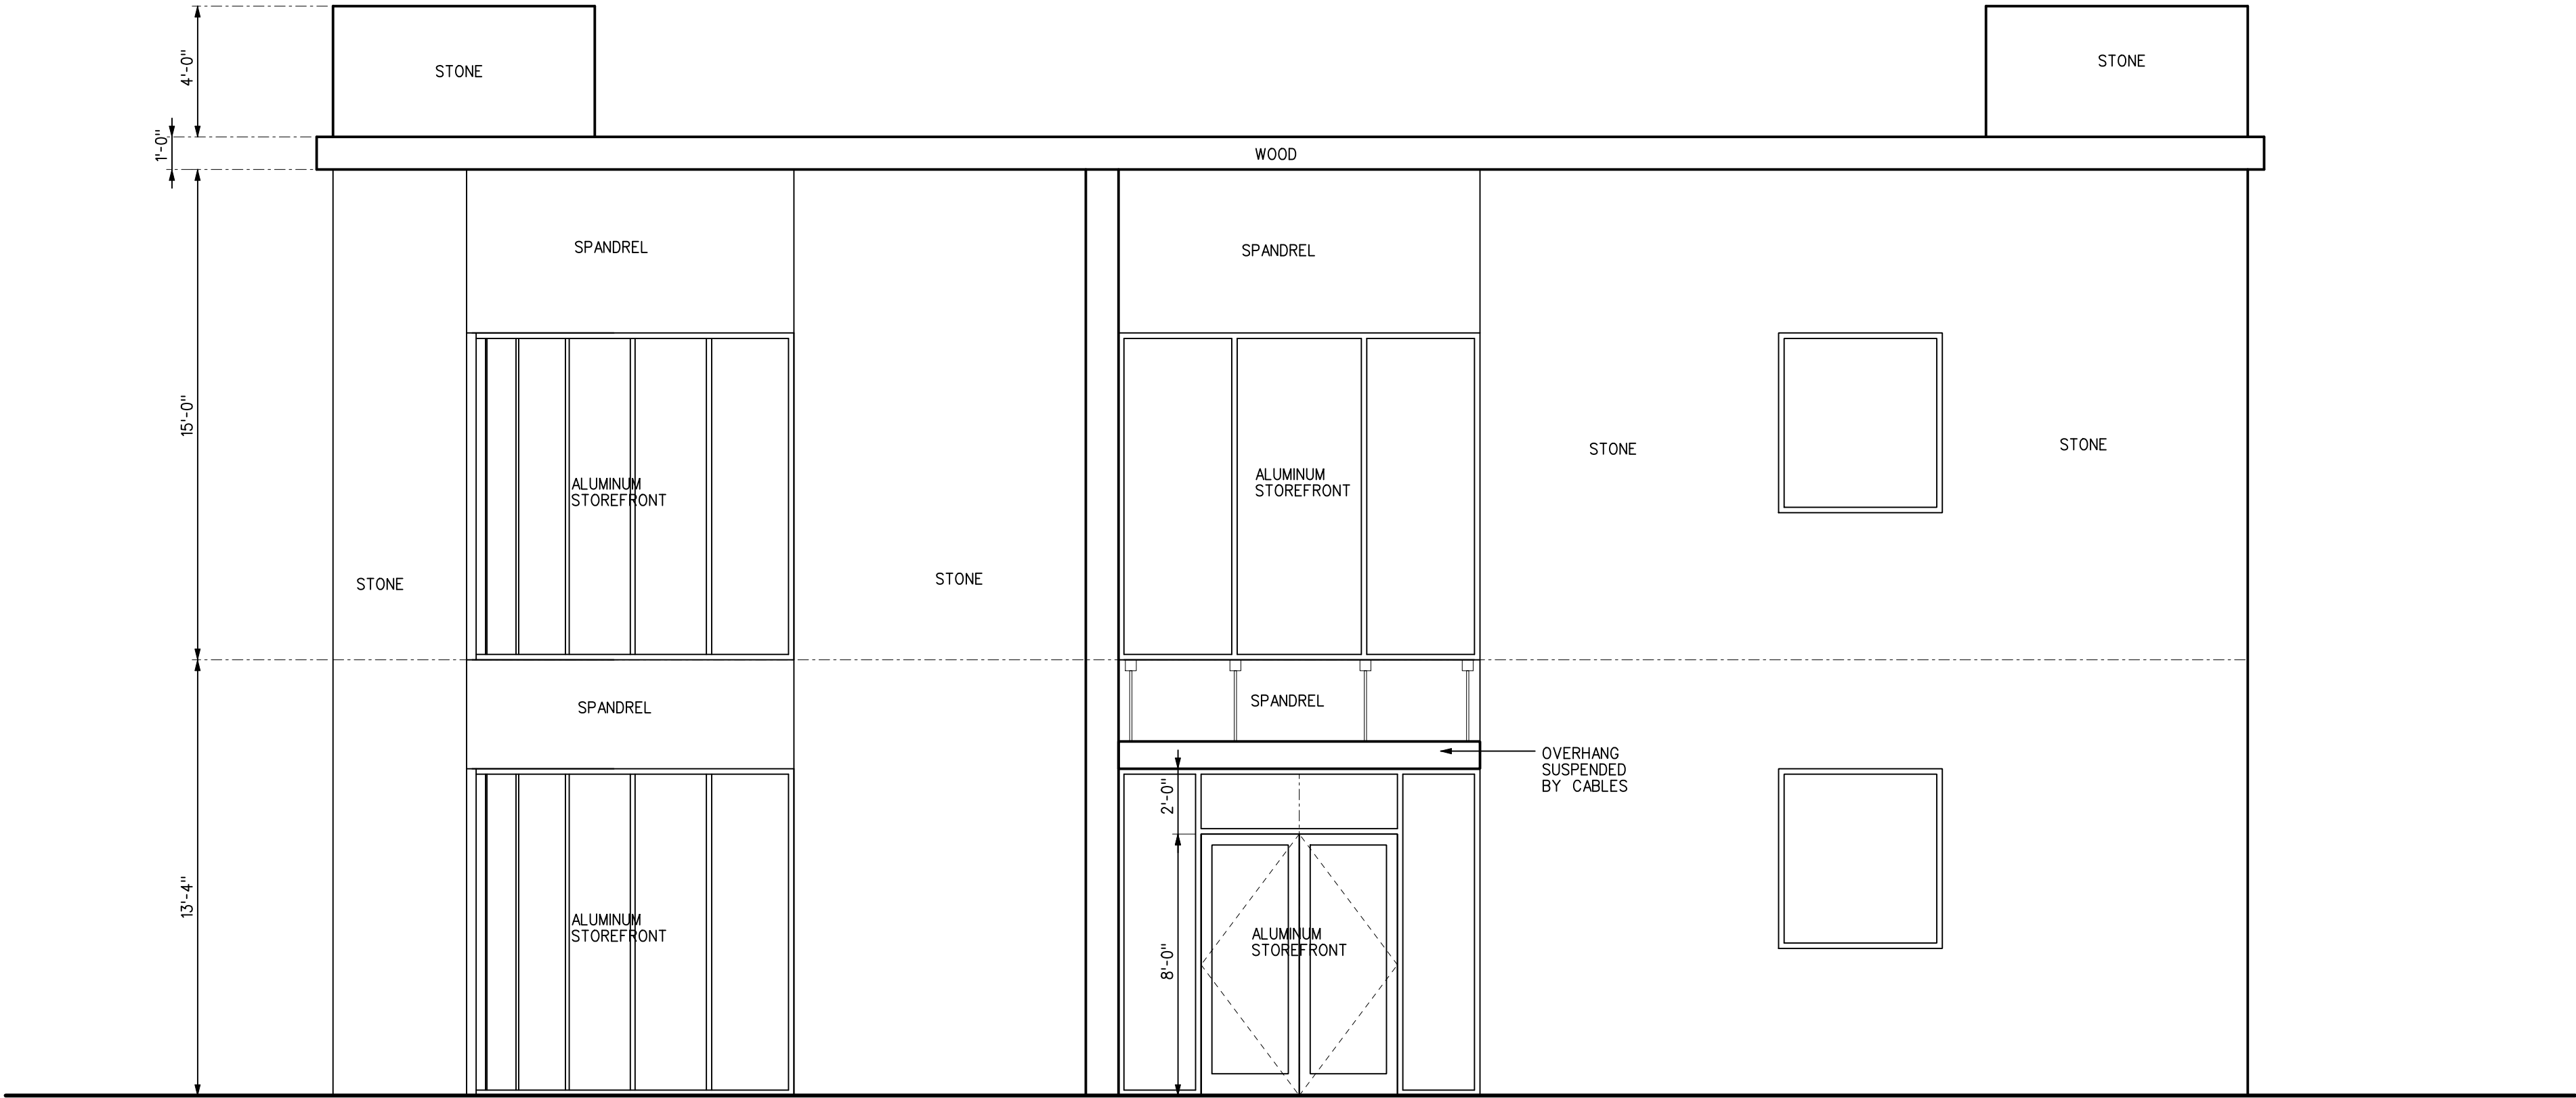 4'-0"
STONE
STONE
1'-0"
WOOD
SPANDREL
SPANDREL
15'-0"
ALUMINUM
STOREFRONT
ALUMINUM
STOREFRONT
STONE
STONE
STONE
STONE
SPANDREL
SPANDREL
OVERHANG
SUSPENDED
BY CABLES
2'-0"
13'-4"
ALUMINUM
STOREFRONT
8'-0"
ALUMINUM
STOREFRONT